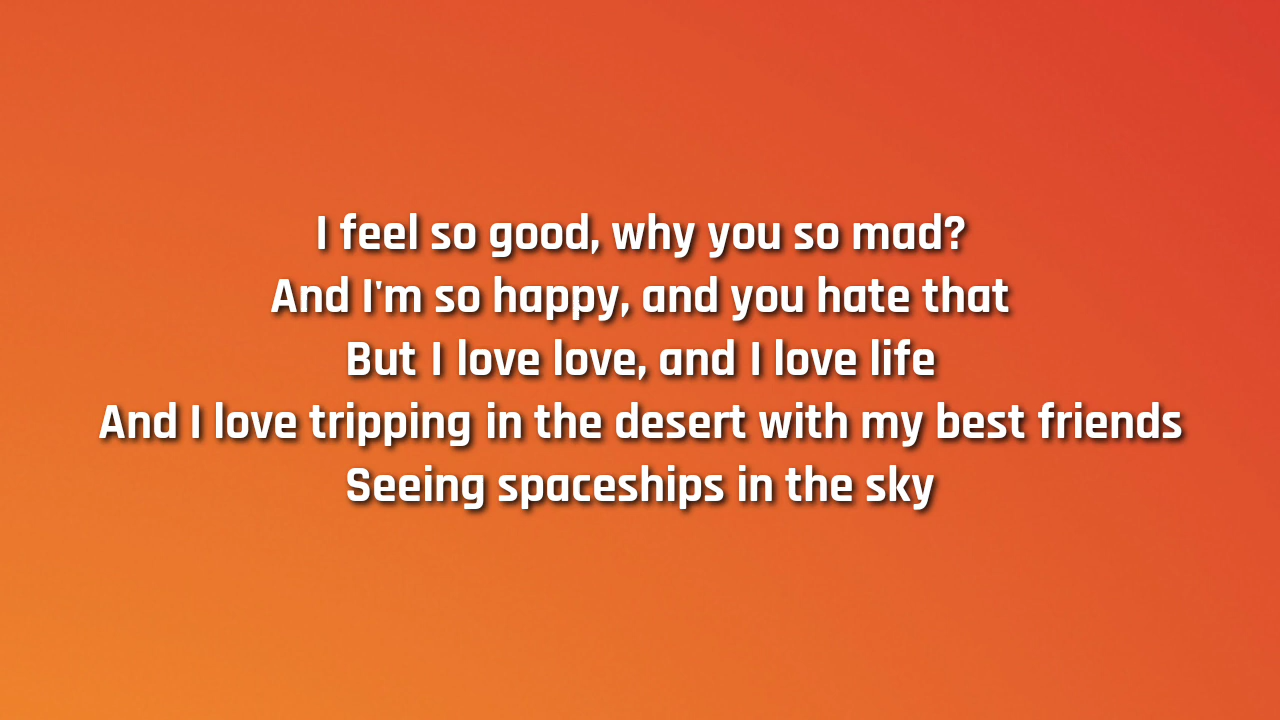 I feel so good, why you so mad?
And I'm so happy, and you hate that
But I love love, and I love life
And I love tripping in the desert with my best friends
Seeing spaceships in the sky